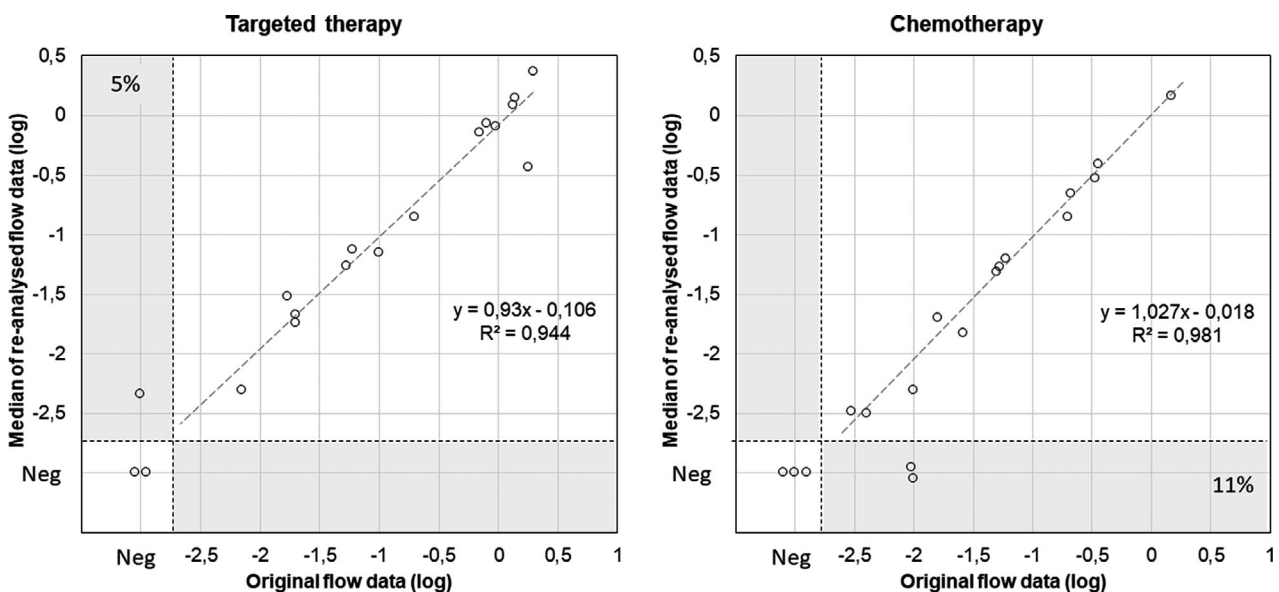 Targeted therapy
Median of re-analysed flow data (log)
0,5
0
-0,5
-1
-1,5
-2
-2,5
Neg
5%
y = 0,93x - 0,106
R² = 0,944
Neg -2,5 -2 -1,5 -1 -0,5 0 0,5 1
Original flow data (log)
Chemotherapy
Median of re-analysed flow data (log)
0,5
0
-0,5
-1
-1,5
-2
-2,5
Neg
y = 1,027x - 0,018
R² = 0,981
11%
Neg -2,5 -2 -1,5 -1 -0,5 0 0,5 1
Original flow data (log)